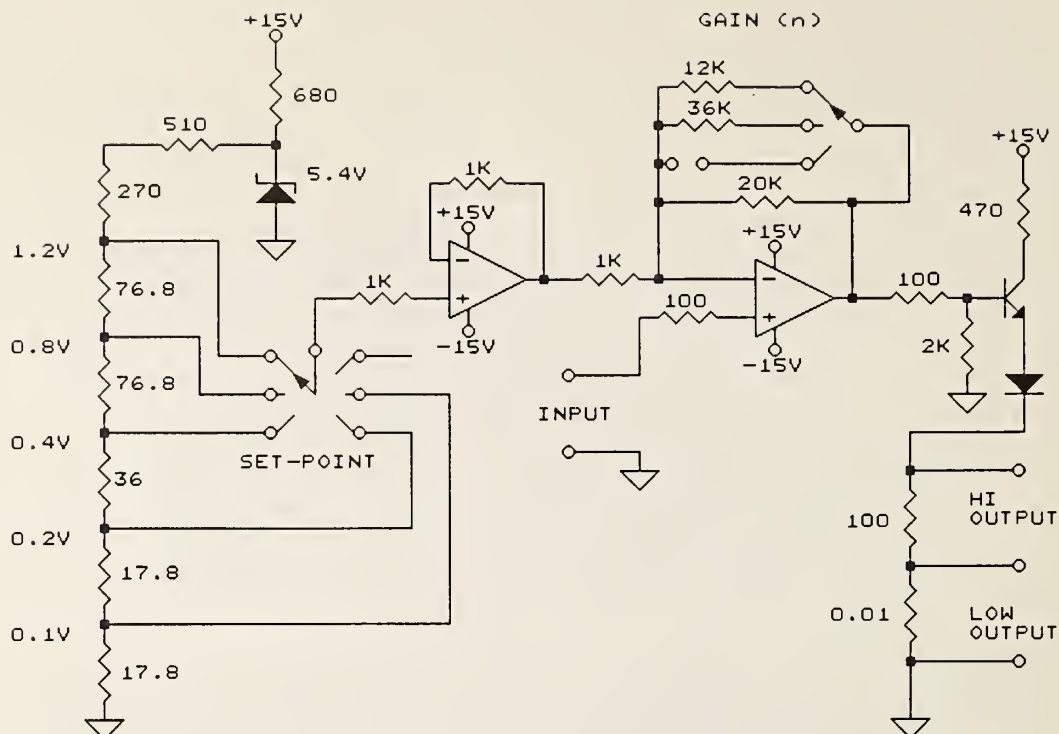 GAIN (n)
+15V
680
510
5.4V
270
1.2V
76.8
0.8V
76.8
0.4V
36
0.2V
17.8
0.1V
17.8
SET-POINT
1K
1K
+15V
-
+
-15V
1K
12K
36K
20K
+15V
-
+
-15V
100
INPUT
100
2K
+15V
470
HI
OUTPUT
100
0.01
LOW
OUTPUT